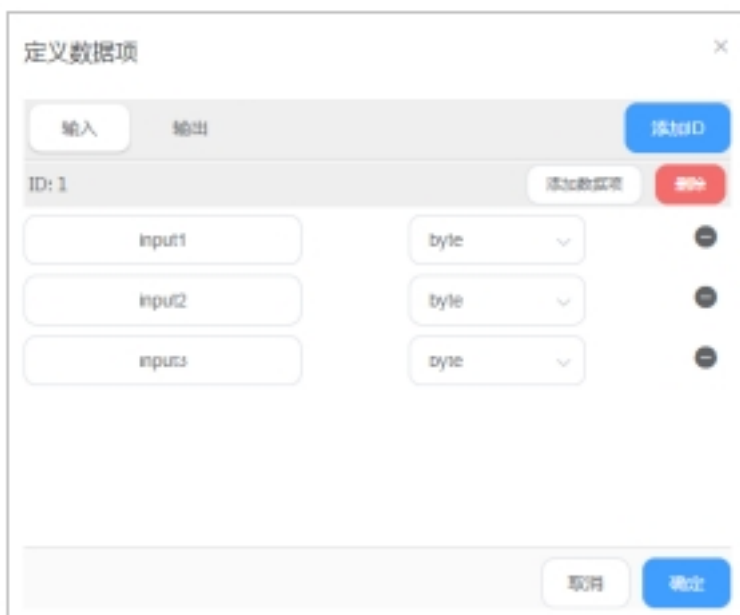 定义数据项
输入 输出 添加ID
ID: 1 添加数据项 删除
input1 byte
input2 byte
input3 byte
取消 确定